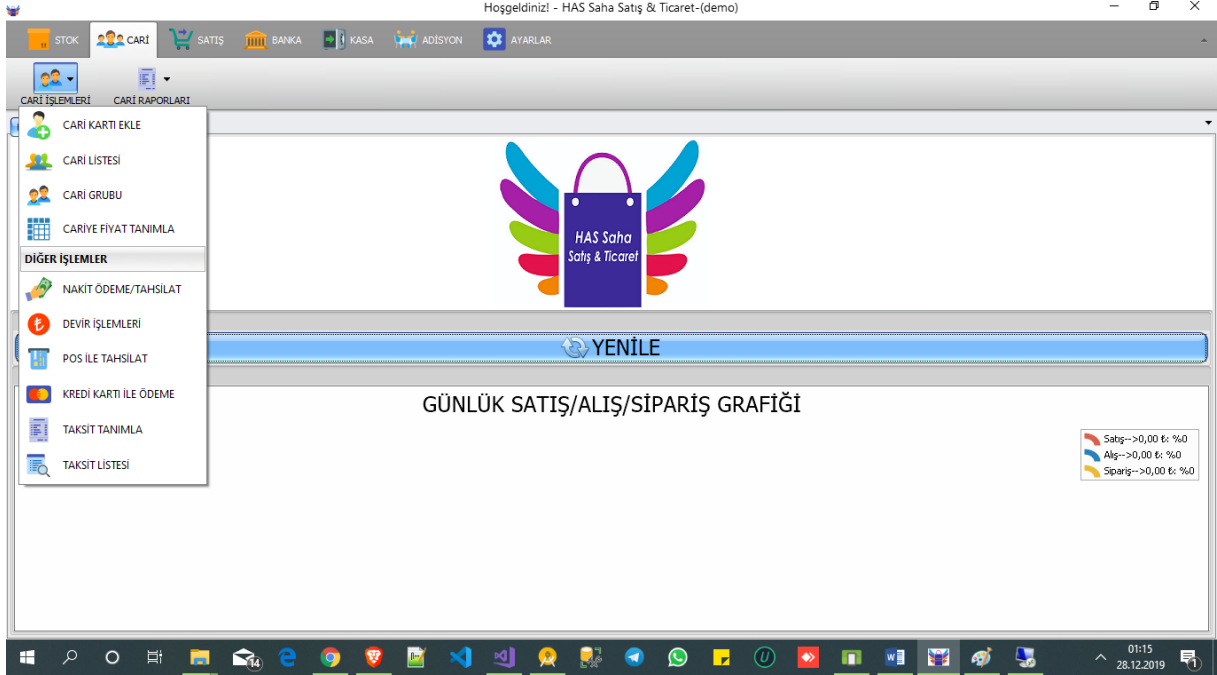 Hoşgeldiniz! - HAS Saha Satış & Ticaret-(demo)
STOK CARİ SATIŞ BANKA KASA ADİSYON AYARLAR
CARİ İŞLEMLERİ CARİ RAPORLARI
CARİ KARTI EKLE
CARİ LİSTESİ
CARİ GRUBU
CARİYE FİYAT TANIMLA
DİĞER İŞLEMLER
NAKİT ÖDEME/TAHSİLAT
DEVİR İŞLEMLERİ
POS İLE TAHSİLAT
KREDİ KARTI İLE ÖDEME
TAKSİT TANIMLA
TAKSİT LİSTESİ
HAS Saha
Satış & Ticaret
YENİLE
GÜNLÜK SATIŞ/ALIŞ/SİPARİŞ GRAFİĞİ
Satış-->0,00 ₺: %0
Alış-->0,00 ₺: %0
Sipariş-->0,00 ₺: %0
14
01:15
28.12.2019
1